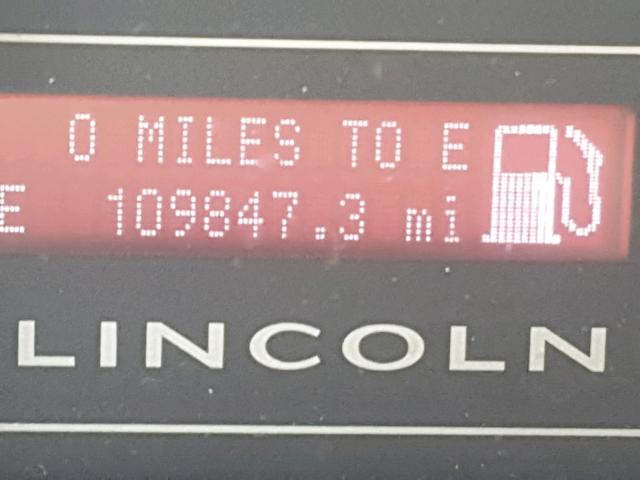 0 MILES TO E
E 109847.3 mi
LINCOLN